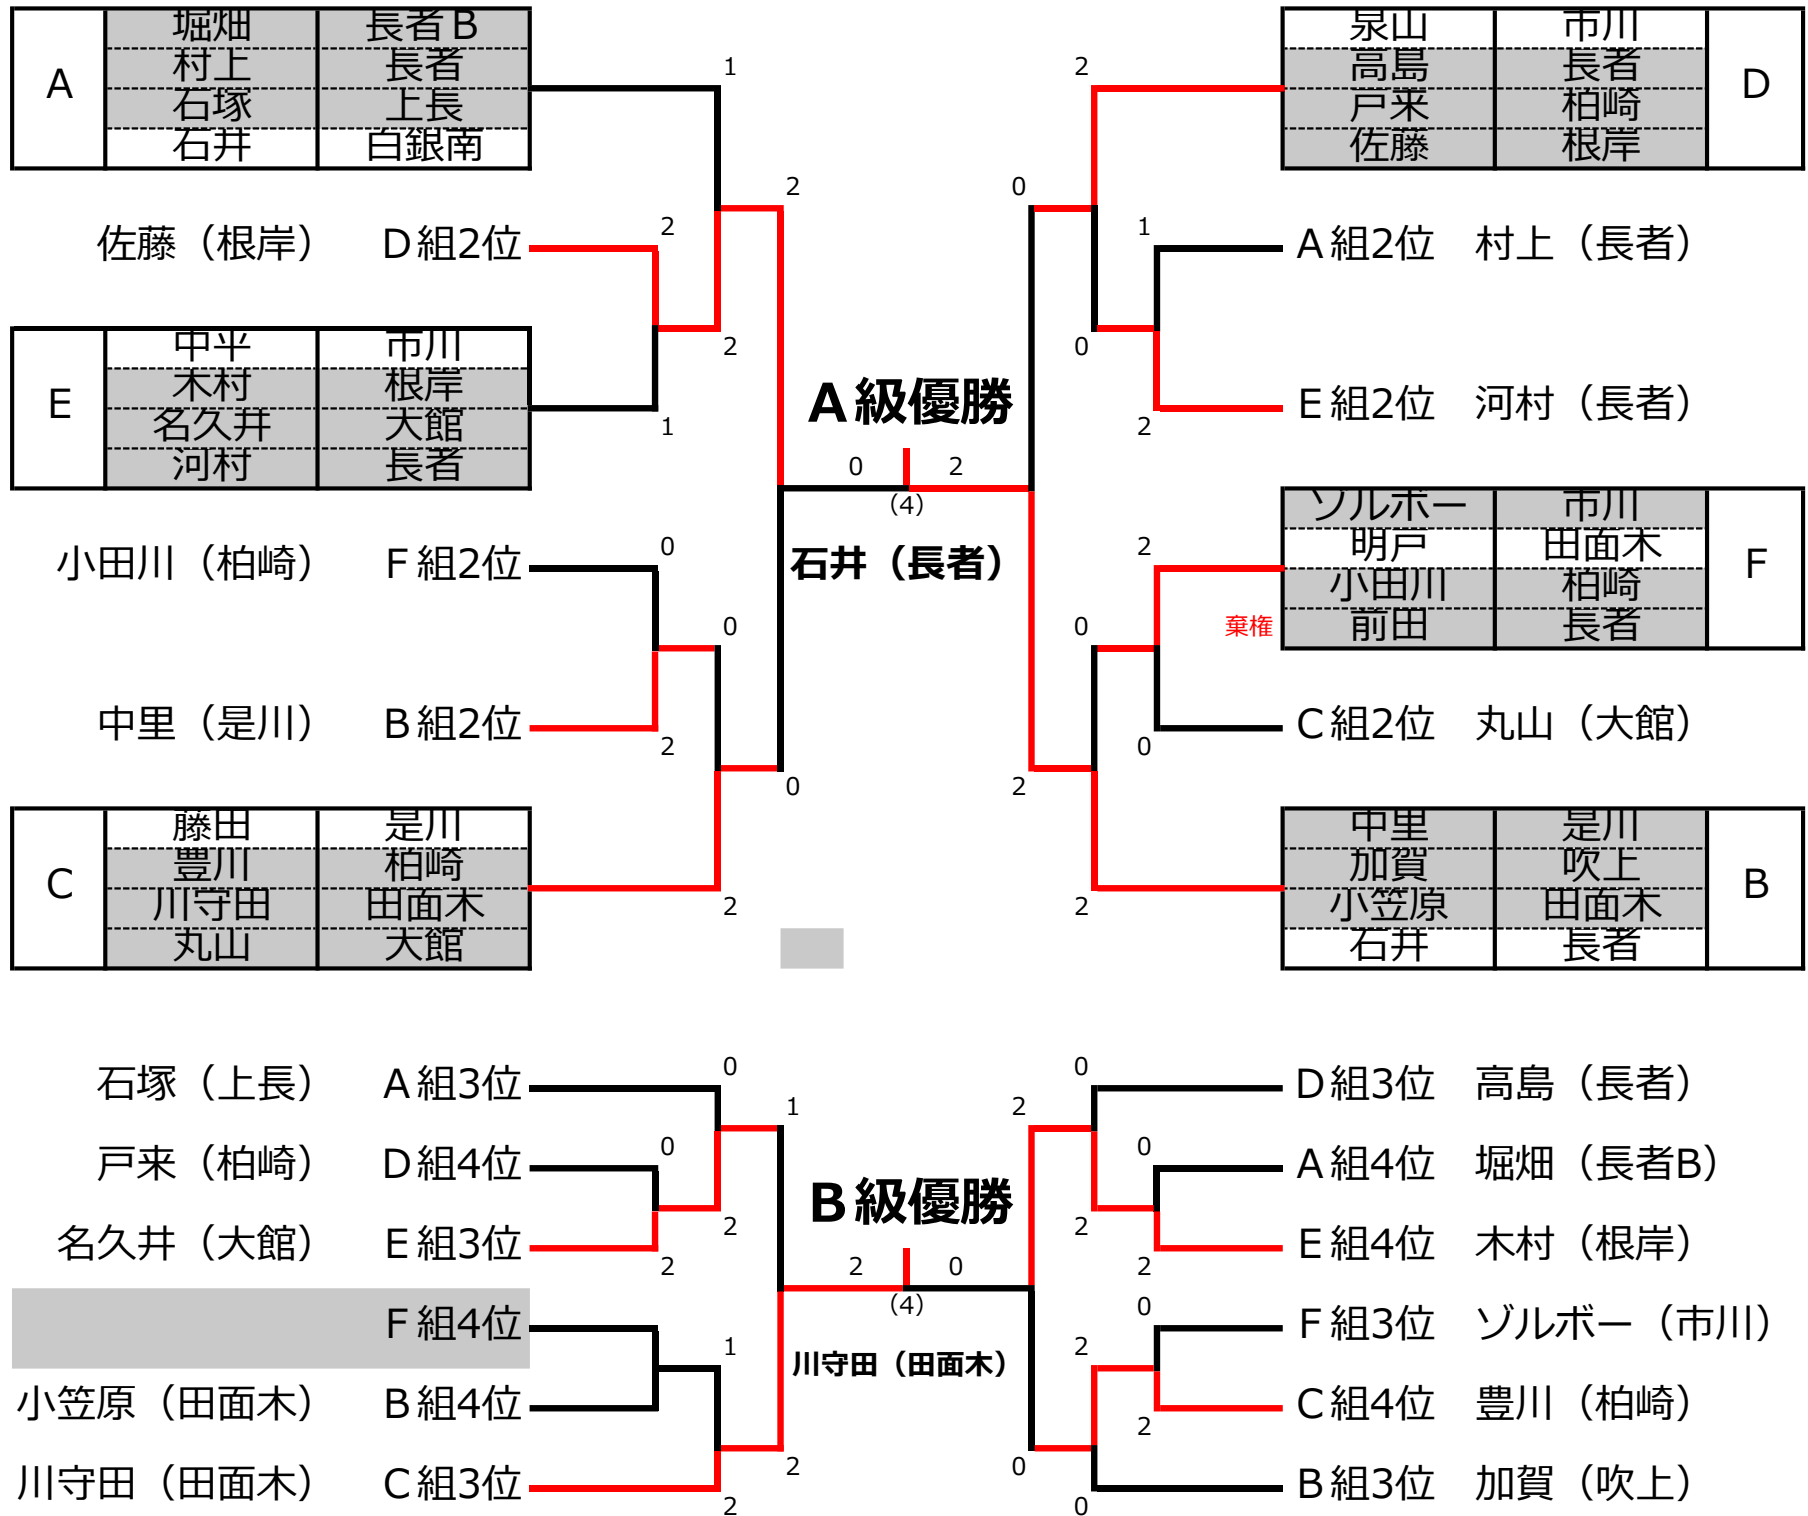 A
堀畑 長者B
村上 長者
石塚 上長
石井 白銀南
1
2
佐藤（根岸） D組2位
2
2
E
中平 市川
木村 根岸
名久井 大館
河村 長者
1
小田川（柏崎） F組2位
0
0
中里（是川） B組2位
2
0
C
藤田 是川
豊川 柏崎
川守田 田面木
丸山 大館
2
A級優勝
0 2
(4)
石井（長者）
泉山 市川
高島 長者
戸来 柏崎
佐藤 根岸
D
2
0
1
A組2位 村上（長者）
0
E組2位 河村（長者）
2
ソルボー 市川
明戸 田面木
小田川 柏崎
前田 長者
F
2
棄権
0
C組2位 丸山（大館）
0
2
中里 是川
加賀 吹上
小笠原 田面木
石井 長者
B
2
石塚（上長） A組3位
0
1
戸来（柏崎） D組4位
0
2
名久井（大館） E組3位
2
F組4位
1
小笠原（田面木） B組4位
2
川守田（田面木） C組3位
2
B級優勝
2 0
(4)
川守田（田面木）
0
D組3位 高島（長者）
2
0
A組4位 堀畑（長者B）
2
E組4位 木村（根岸）
2
0
F組3位 ゾルボー（市川）
2
C組4位 豊川（柏崎）
2
0
B組3位 加賀（吹上）
0